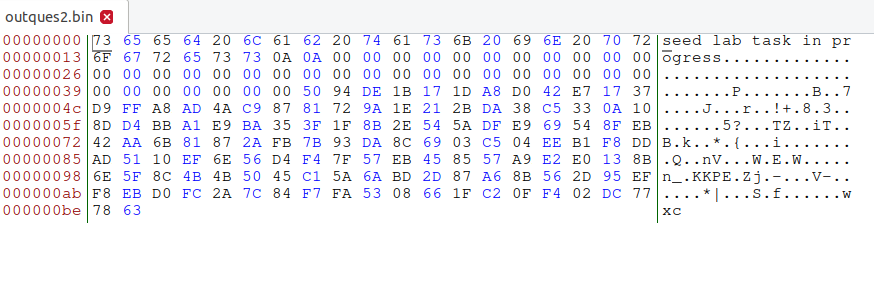 outques2.bin
00000000 73 65 65 64 20 6C 61 62 20 74 61 73 6B 20 69 6E 20 70 72 seed lab task in pr
00000013 6F 67 72 65 73 73 0A 0A 00 00 00 00 00 00 00 00 00 00 00 ogress.............
00000026 00 00 00 00 00 00 00 00 00 00 00 00 00 00 00 00 00 00 00 ...................
00000039 00 00 00 00 00 00 00 50 94 DE 1B 17 1D A8 D0 42 E7 17 37 .......P.......B..7
0000004c D9 FF A8 AD 4A C9 87 81 72 9A 1E 21 2B DA 38 C5 33 0A 10 ....J...r..!+.8.3..
0000005f 8D D4 BB A1 E9 BA 35 3F 1F 8B 2E 54 5A DF E9 69 54 8F EB ......5?...TZ..iT..
00000072 42 AA 6B 81 87 2A FB 7B 93 DA 8C 69 03 C5 04 EE B1 F8 DD B.k..*.{...i.......
00000085 AD 51 10 EF 6E 56 D4 F4 7F 57 EB 45 85 57 A9 E2 E0 13 8B .Q..nV...W.E.W.....
00000098 6E 5F 8C 4B 4B 50 45 C1 5A 6A BD 2D 87 A6 8B 56 2D 95 EF n_.KKPE.Zj.-...V-..
000000ab F8 EB D0 FC 2A 7C 84 F7 FA 53 08 66 1F C2 0F F4 02 DC 77 ....*|...S.f......w
000000be 78 63 xc